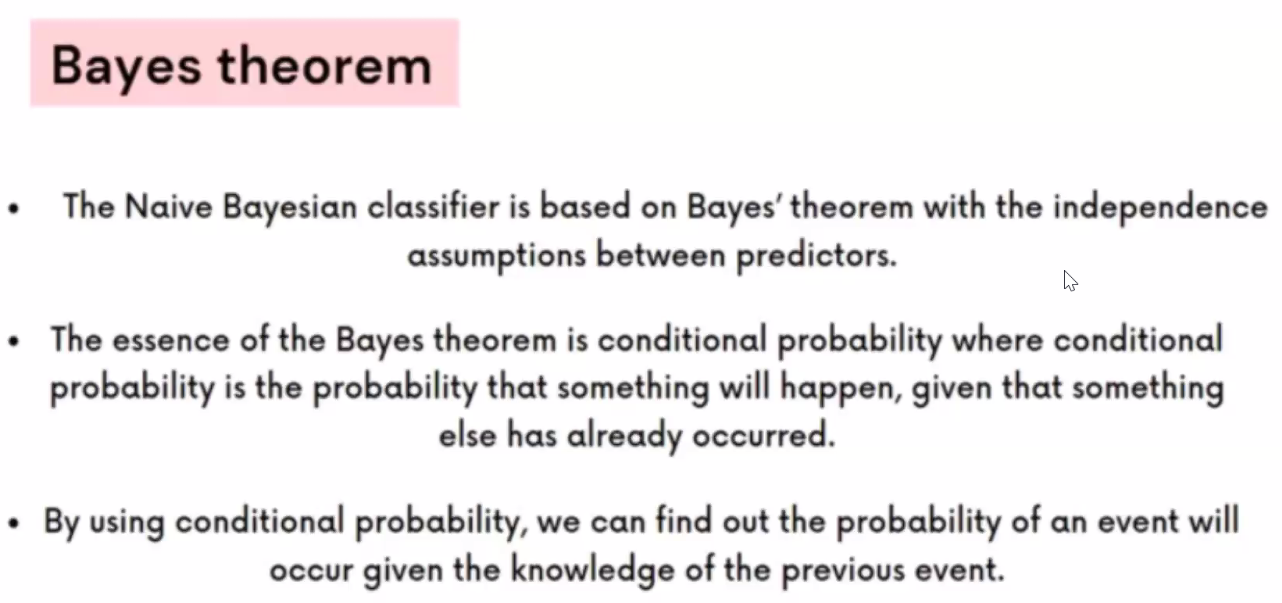 Bayes theorem
• The Naive Bayesian classifier is based on Bayes' theorem with the independence
assumptions between predictors.
• The essence of the Bayes theorem is conditional probability where conditional
probability is the probability that something will happen, given that something
else has already occurred.
• By using conditional probability, we can find out the probability of an event will
occur given the knowledge of the previous event.